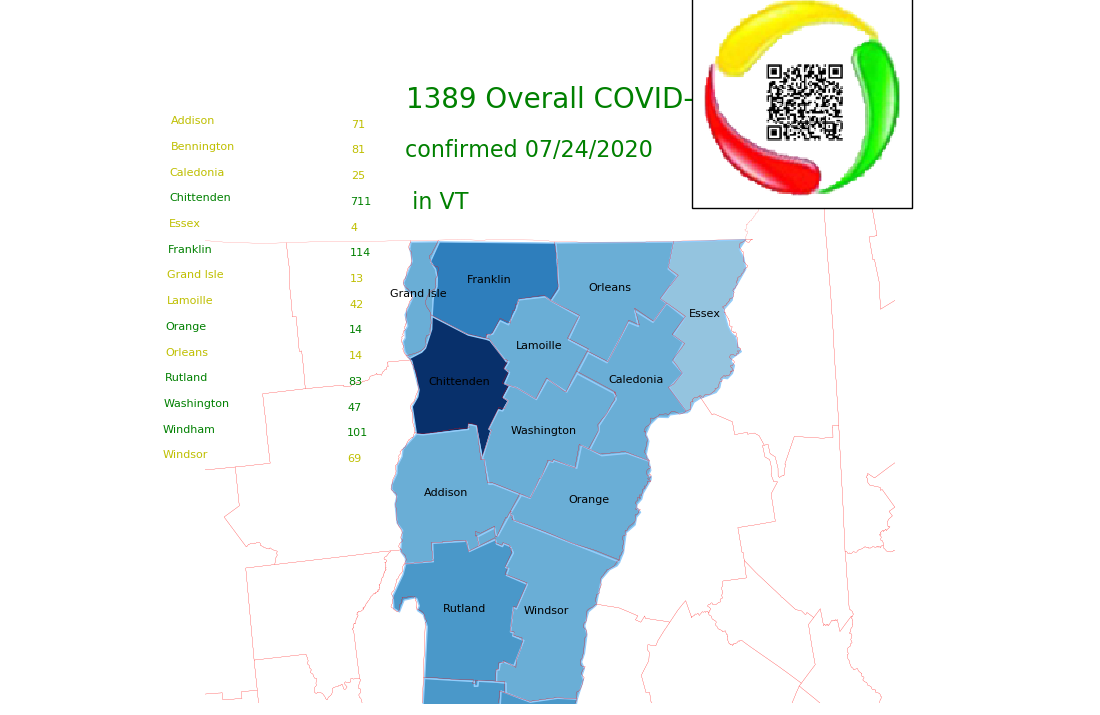 1389 Overall COVID-
confirmed 07/24/2020
in VT
Addison 71
Bennington 81
Caledonia 25
Chittenden 711
Essex 4
Franklin 114
Grand Isle 13
Lamoille 42
Orange 14
Orleans 14
Rutland 83
Washington 47
Windham 101
Windsor 69
Franklin
Orleans
Grand Isle
Essex
Lamoille
Chittenden
Caledonia
Washington
Addison
Orange
Rutland
Windsor